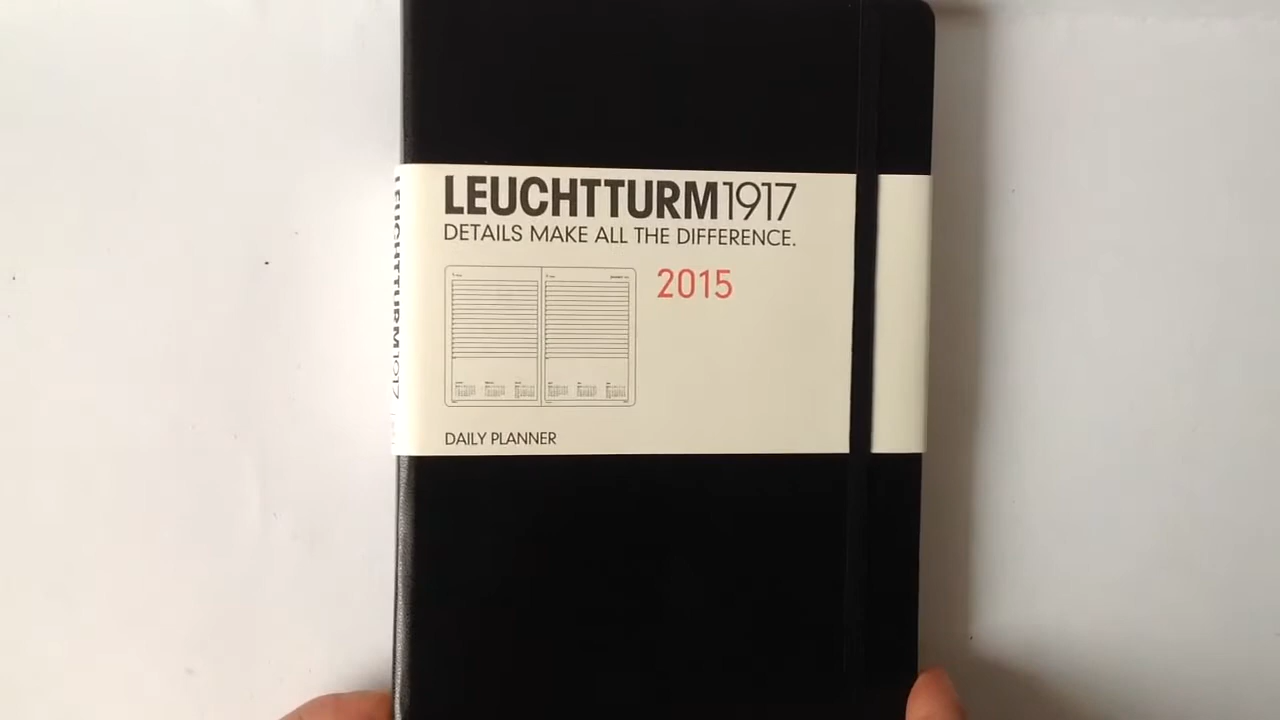 LEUCHTTURM1917
DETAILS MAKE ALL THE DIFFERENCE.
2015
DAILY PLANNER
LEUCHTTURM1917